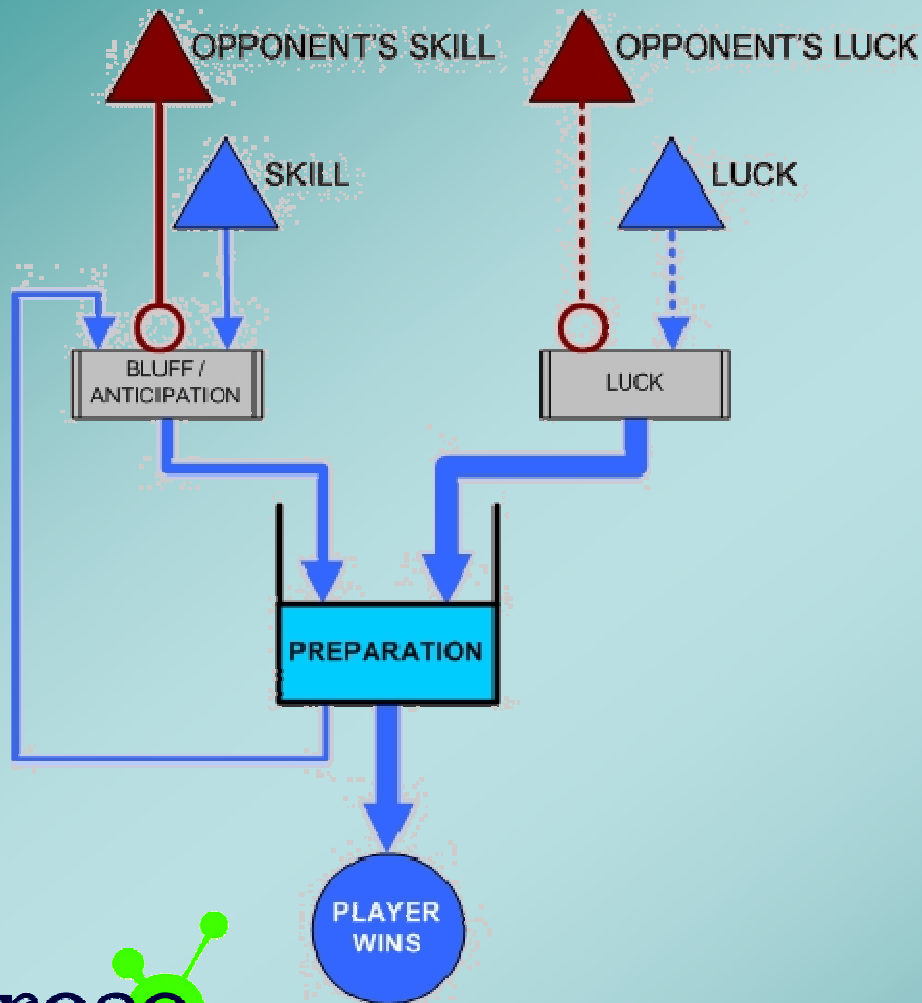 OPPONENT'S SKILL
OPPONENT'S LUCK
SKILL
LUCK
BLUFF /
ANTICIPATION
LUCK
PREPARATION
PLAYER
WINS